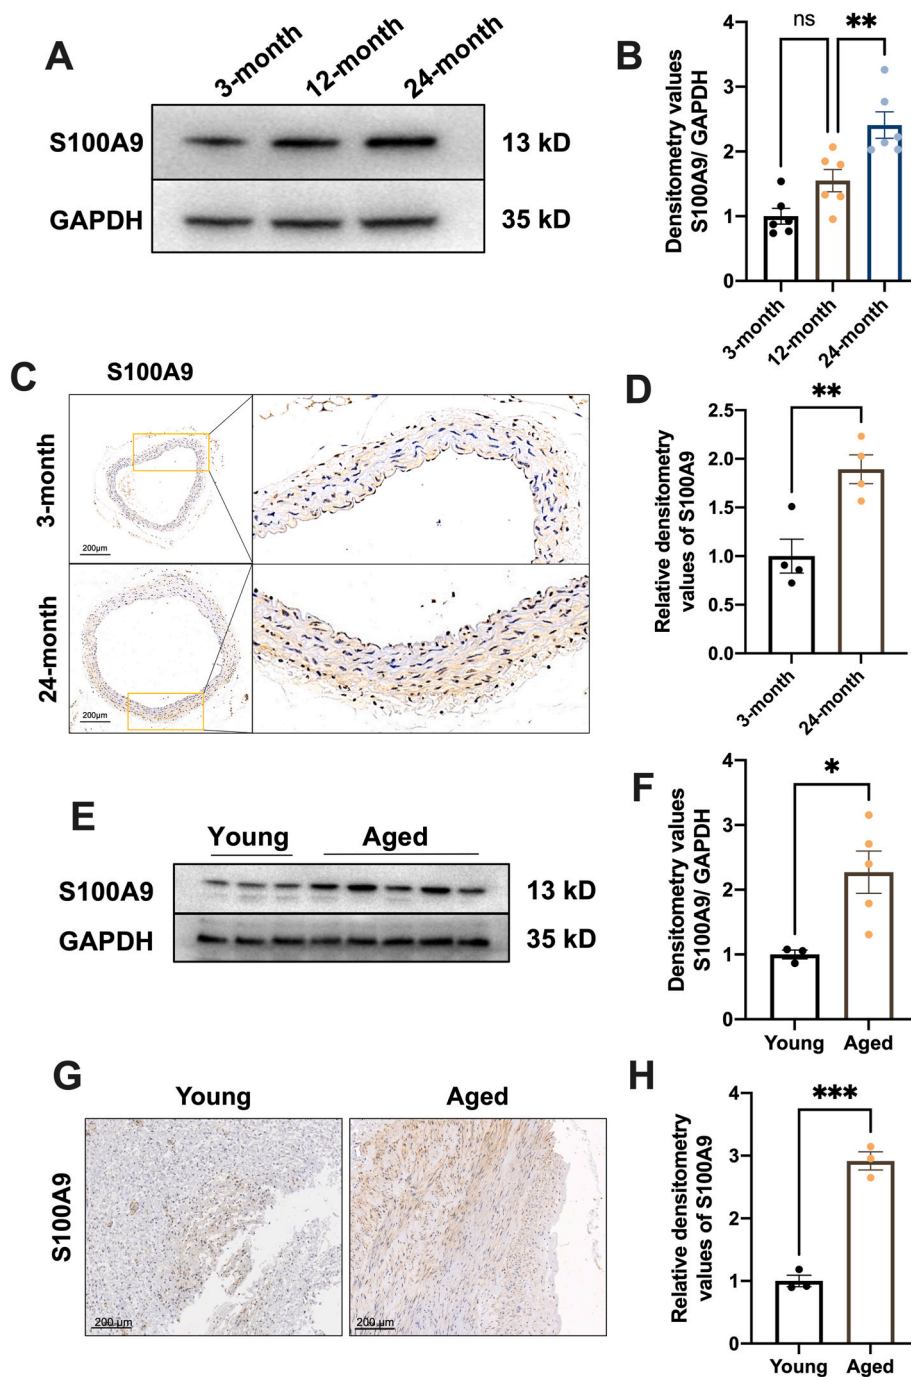 A
3-month
12-month
24-month
S100A9
13 kD
GAPDH
35 kD
B
Densitometry values
S100A9/ GAPDH
4
3
2
1
0
ns
**
3-month
12-month
24-month
C
S100A9
3-month
200μm
24-month
200μm
D
Relative densitometry
values of S100A9
2.5
2.0
1.5
1.0
0.5
0.0
**
3-month
24-month
E
Young
Aged
S100A9
13 kD
GAPDH
35 kD
F
Densitometry values
S100A9/ GAPDH
4
3
2
1
0
*
Young
Aged
G
Young
Aged
S100A9
200 μm
200 μm
H
Relative densitometry
values of S100A9
4
3
2
1
0
***
Young
Aged